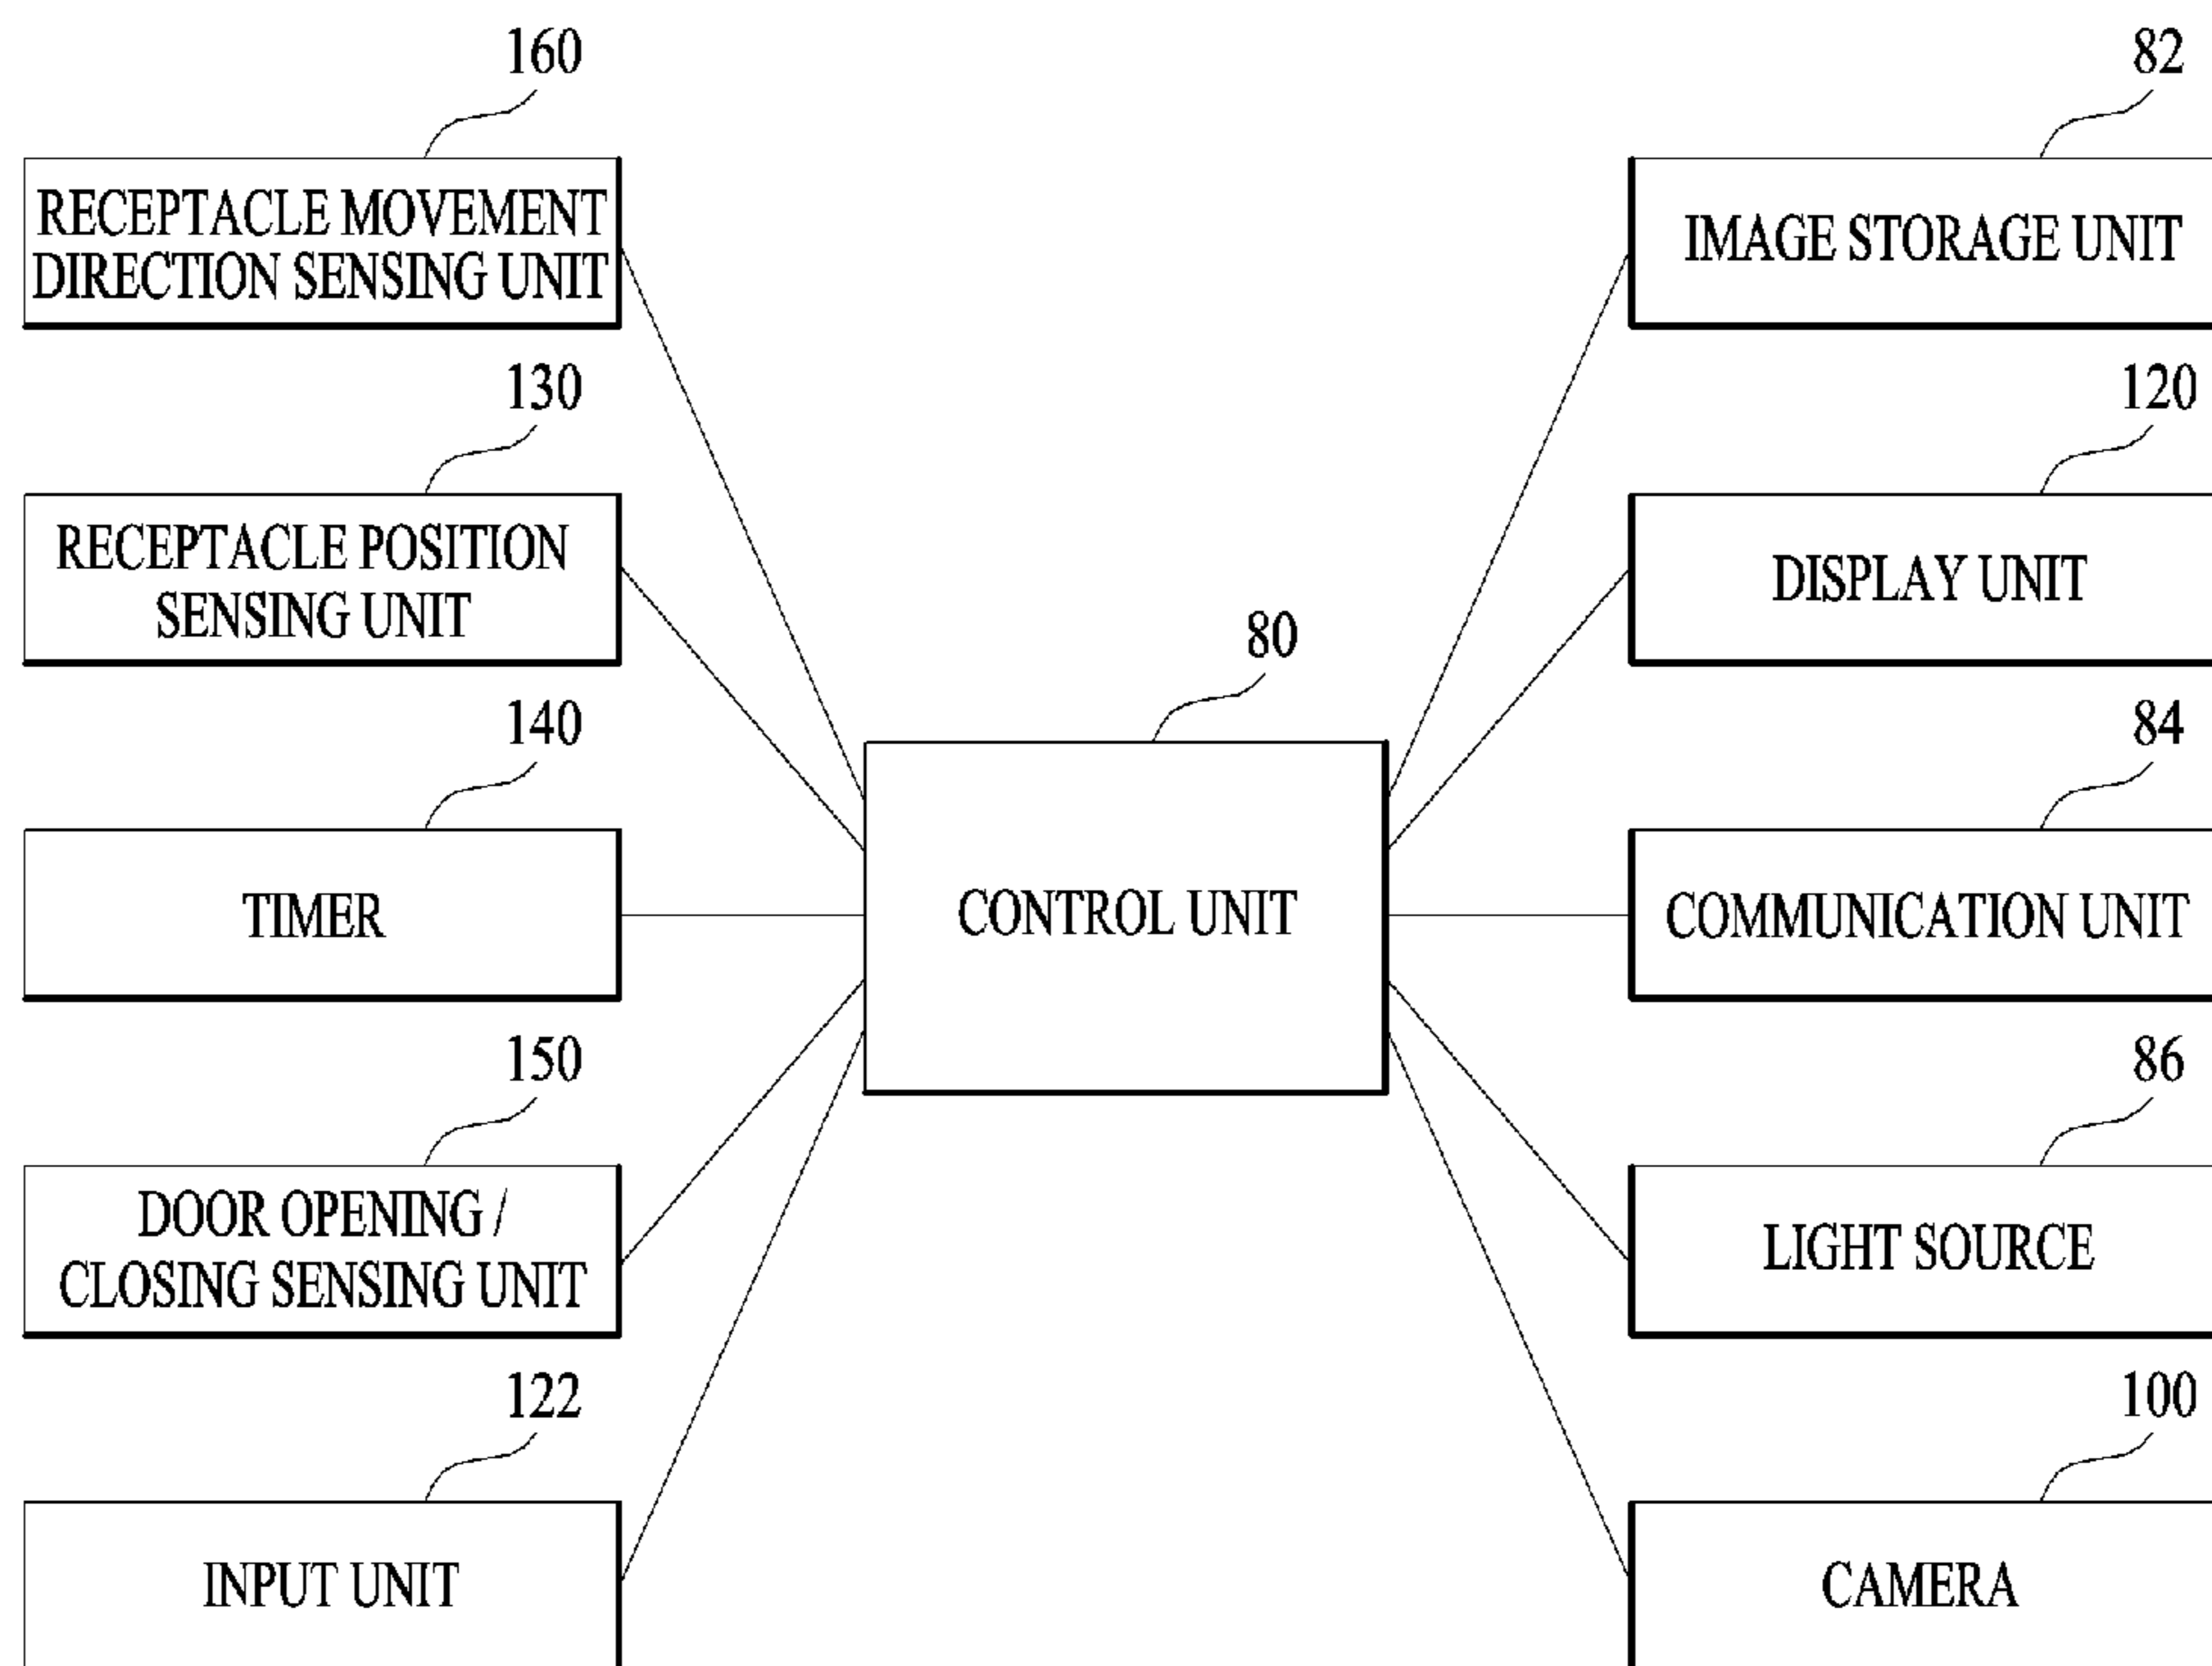 160
RECEPTACLE MOVEMENT
DIRECTION SENSING UNIT
130
RECEPTACLE POSITION
SENSING UNIT
140
TIMER
150
DOOR OPENING /
CLOSING SENSING UNIT
122
INPUT UNIT
80
CONTROL UNIT
82
IMAGE STORAGE UNIT
120
DISPLAY UNIT
84
COMMUNICATION UNIT
86
LIGHT SOURCE
100
CAMERA